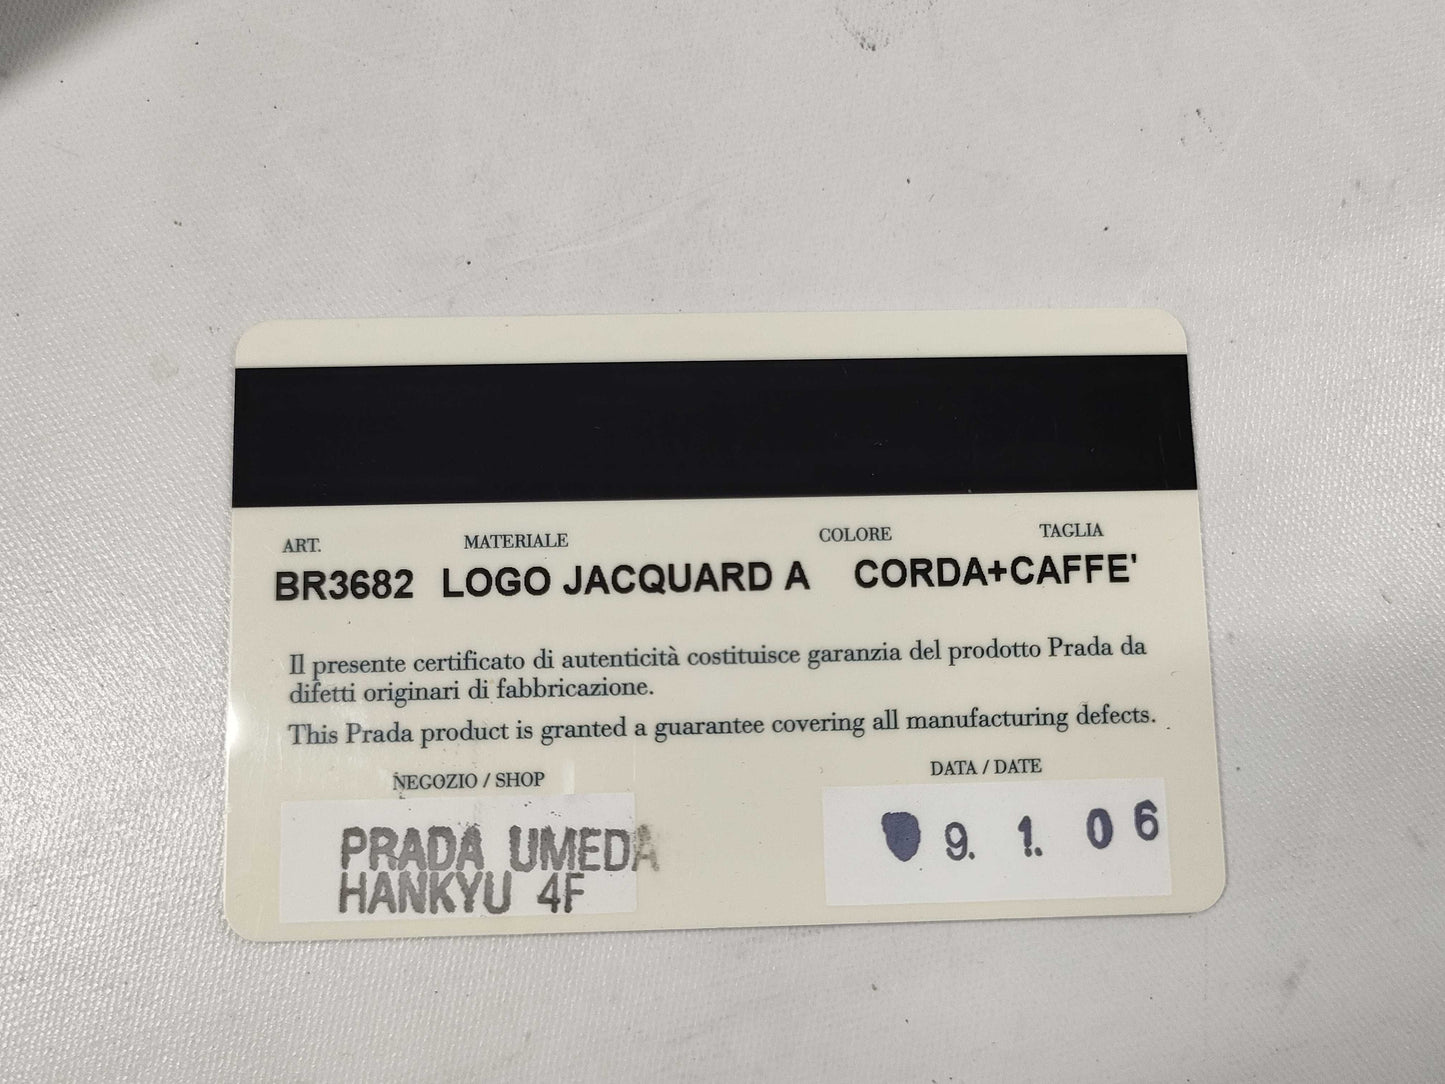 ART. MATERIALE COLORE TAGLIA
BR3682 LOGO JACQUARD A CORDA+CAFFE'
Il presente certificato di autenticità costituisce garanzia del prodotto Prada da
difetti originari di fabbricazione.
This Prada product is granted a guarantee covering all manufacturing defects.
NEGOZIO / SHOP DATA / DATE
PRADA UMEDA
HANKYU 4F
9. 1. 0 6